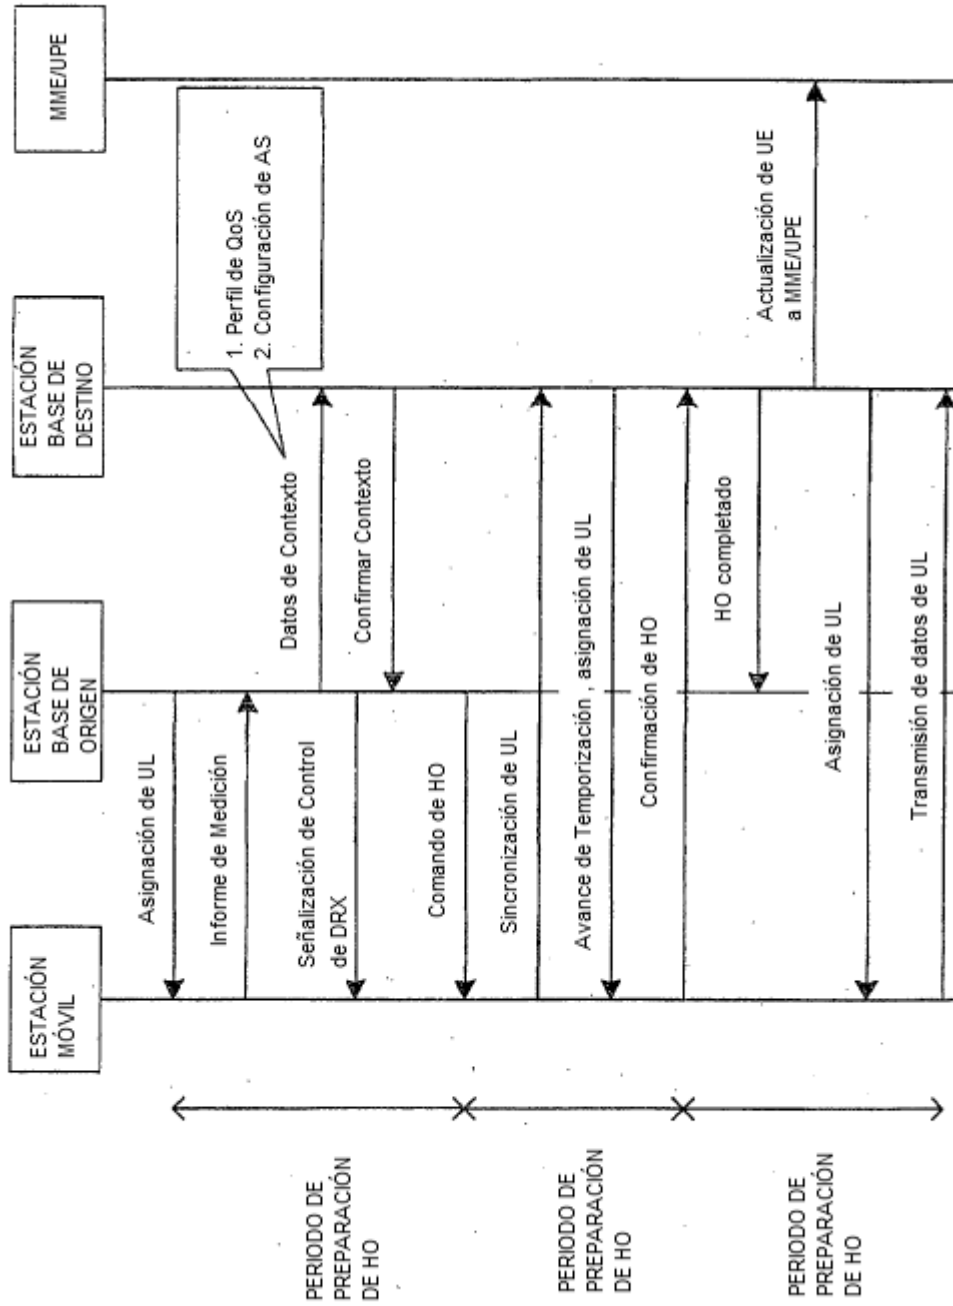 ESTACIÓN
MÓVIL
ESTACIÓN
BASE DE
ORIGEN
ESTACIÓN
BASE DE
DESTINO
MME/UPE
1. Perfil de QoS
2. Configuración de AS
Asignación de UL
Informe de Medición
Datos de Contexto
Señalización de Control
de DRX
Confirmar Contexto
Comando de HO
Sincronización de UL
Avance de Temporización , asignación de UL
Confirmación de HO
HO completado
Actualización de UE
a MME/UPE
Asignación de UL
Transmisión de datos de UL
PERIODO DE
PREPARACIÓN
DE HO
PERIODO DE
PREPARACIÓN
DE HO
PERIODO DE
PREPARACIÓN
DE HO